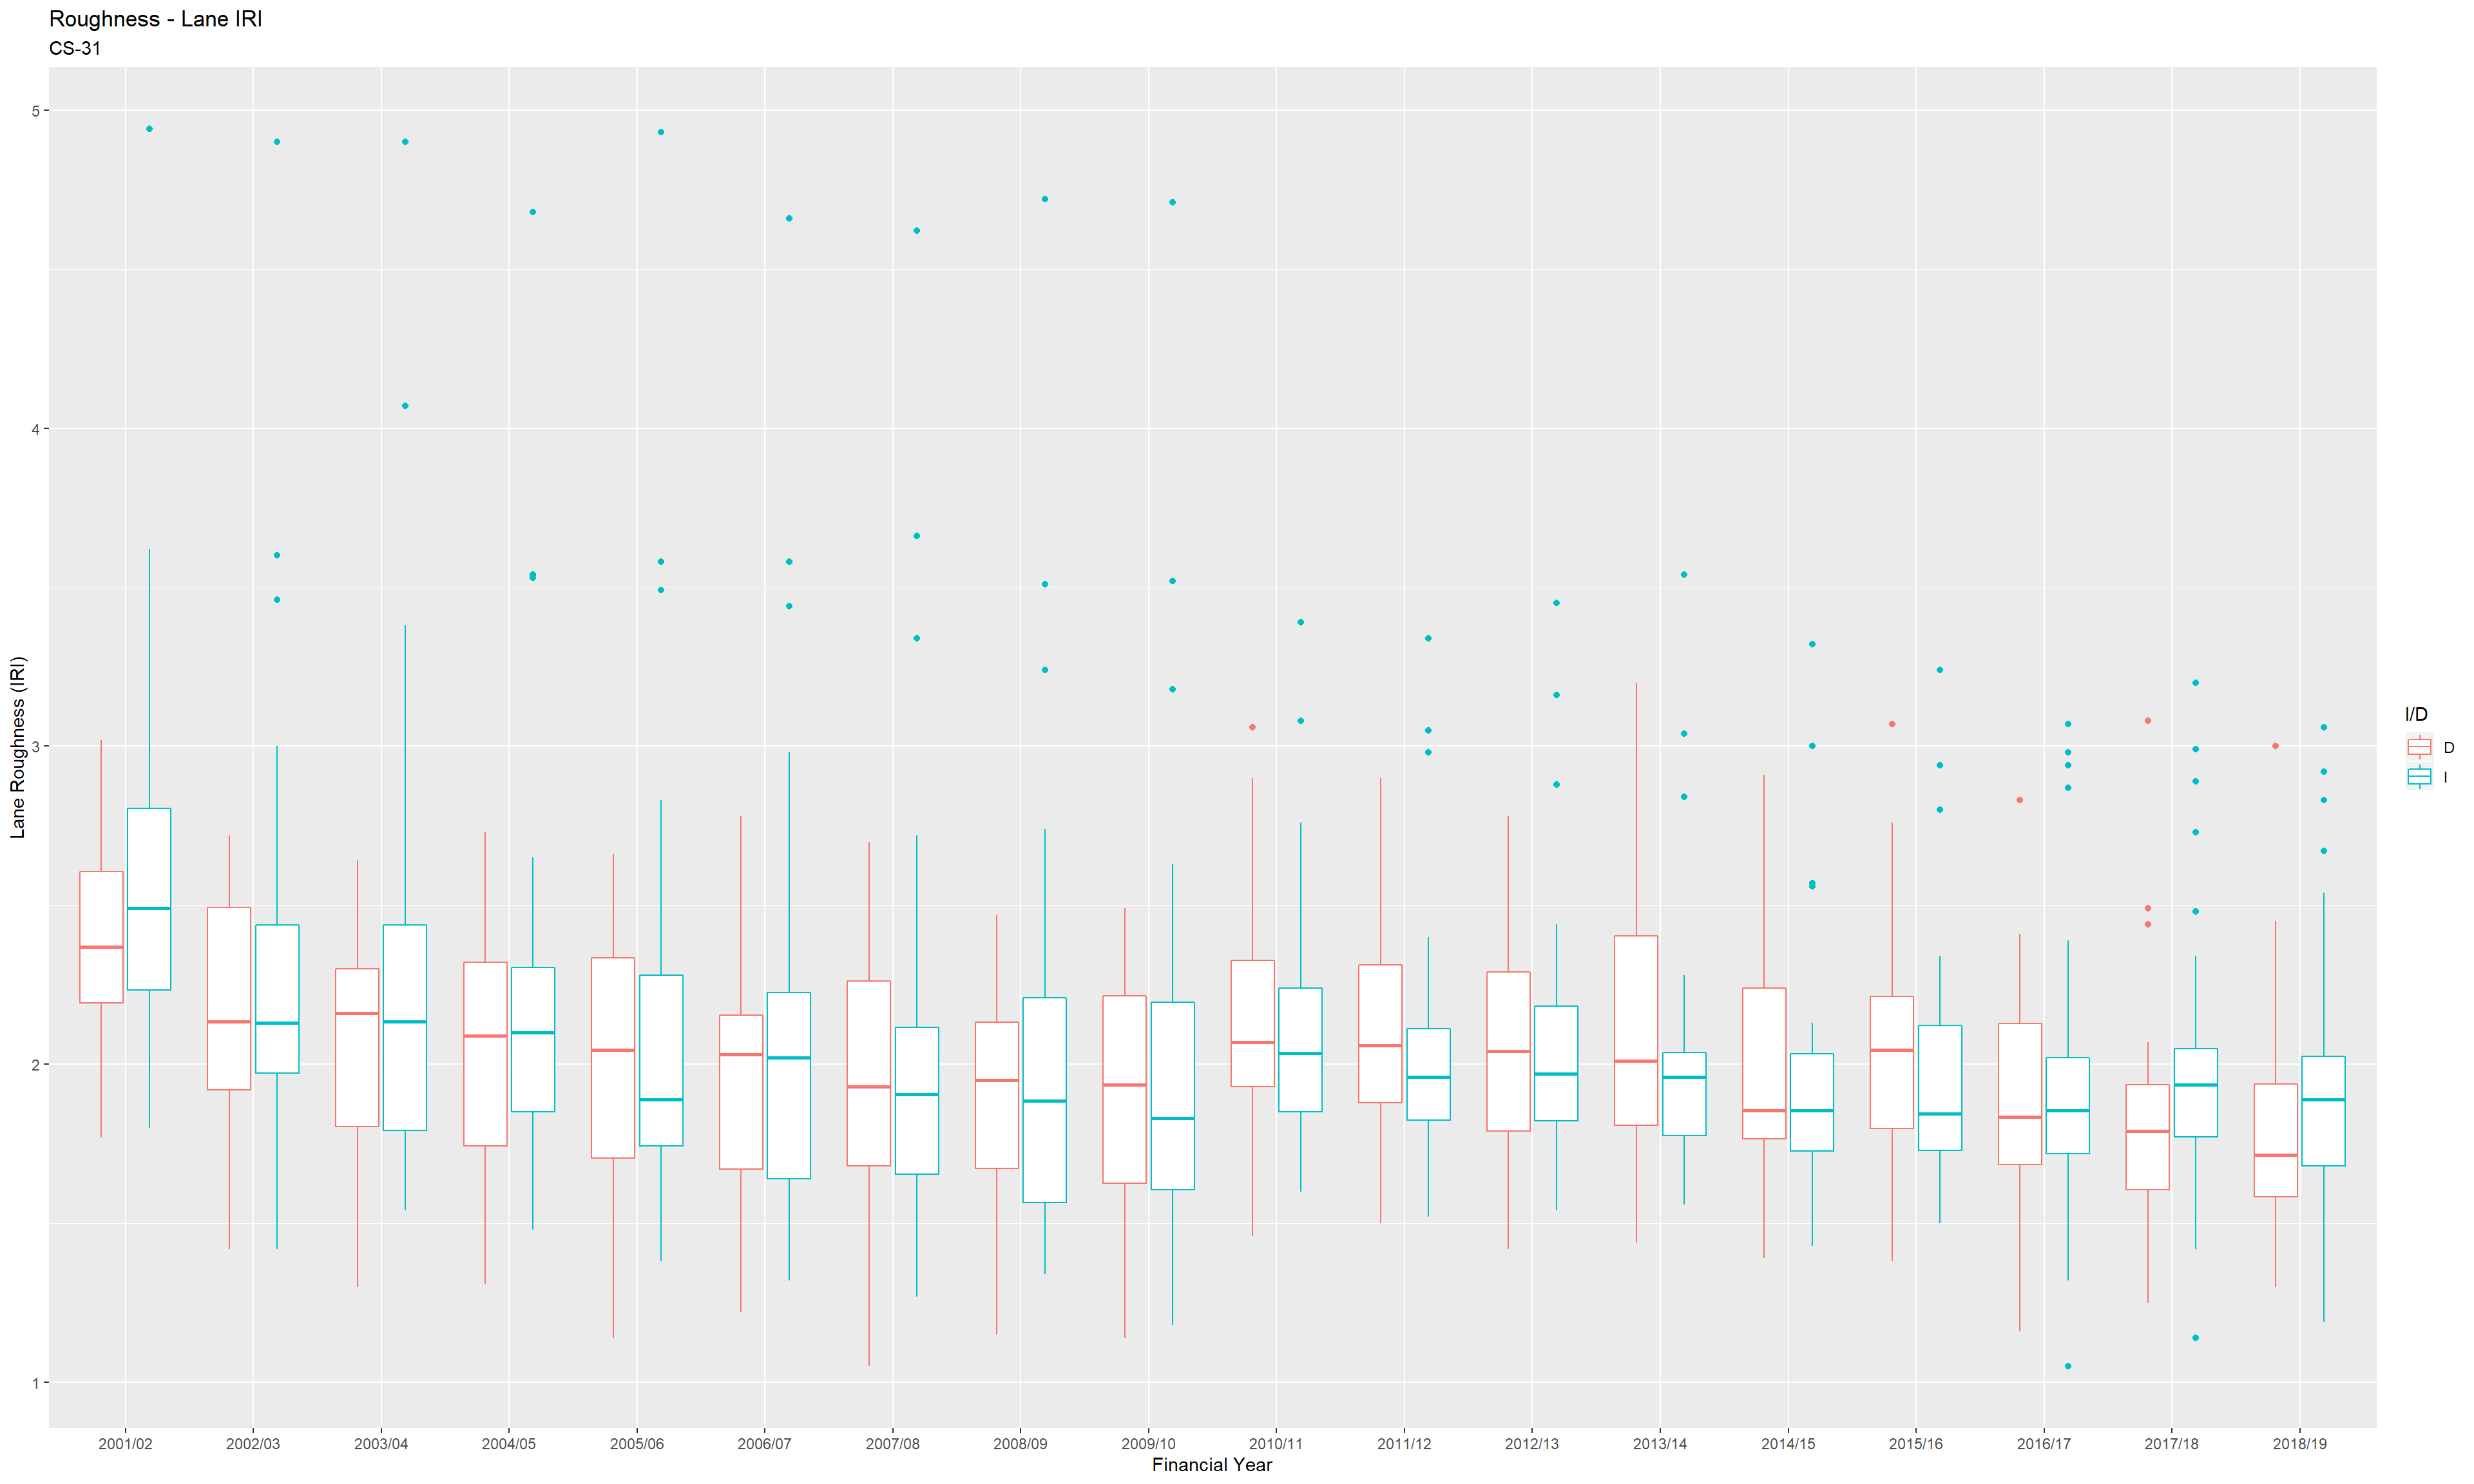 Roughness - Lane IRI
CS-31
Lane Roughness (IRI)
5
4
3
2
1
2001/02 2002/03 2003/04 2004/05 2005/06 2006/07 2007/08 2008/09 2009/10 2010/11 2011/12 2012/13 2013/14 2014/15 2015/16 2016/17 2017/18 2018/19
Financial Year
I/D
D
I